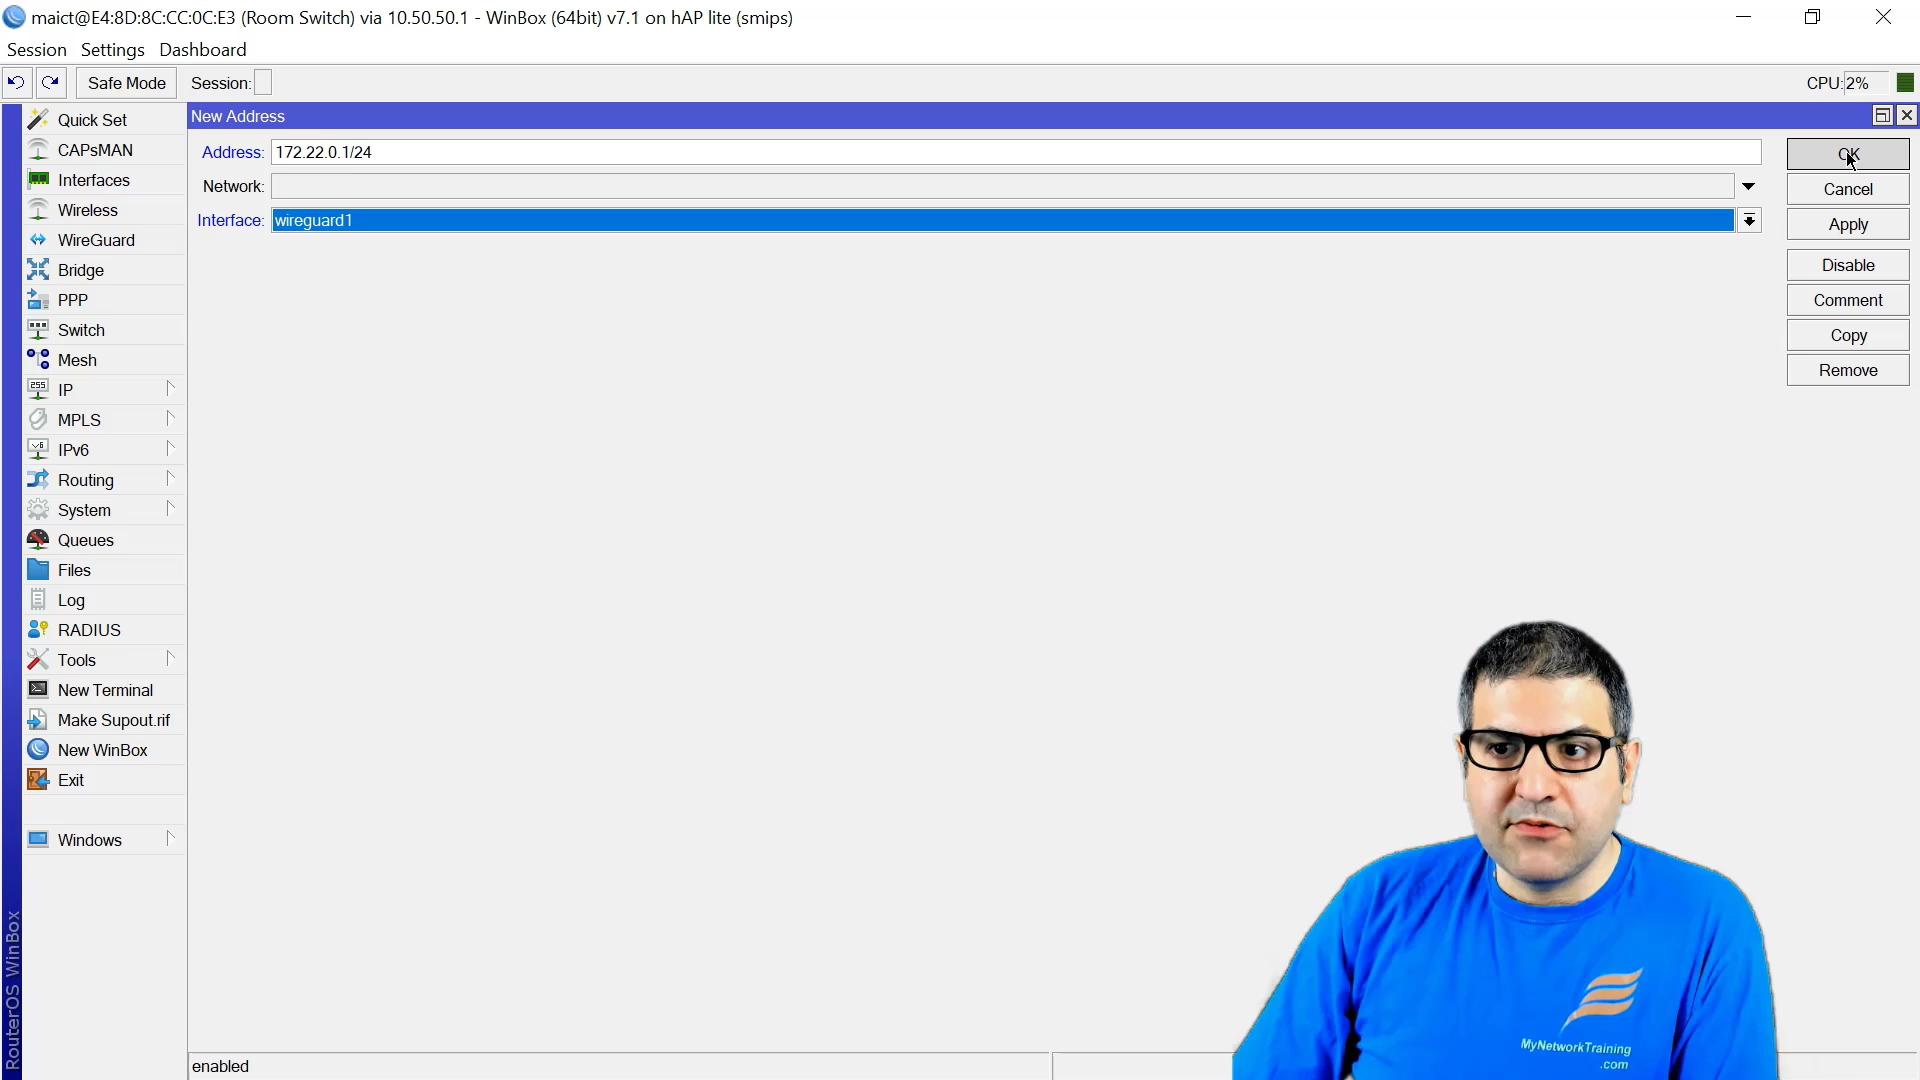 maict@E4:8D:8C:CC:0C:E3 (Room Switch) via 10.50.50.1 - WinBox (64bit) v7.1 on hAP lite (smips)
Session Settings Dashboard
Safe Mode Session: CPU: 2%
Quick Set
CAPsMAN
Interfaces
Wireless
WireGuard
Bridge
PPP
Switch
Mesh
IP
MPLS
IPv6
Routing
System
Queues
Files
Log
RADIUS
Tools
New Terminal
Make Supout.rif
New WinBox
Exit
Windows
RouterOS WinBox
New Address
Address: 172.22.0.1/24
Network:
Interface: wireguard1
OK
Cancel
Apply
Disable
Comment
Copy
Remove
enabled
MyNetworkTraining
.com